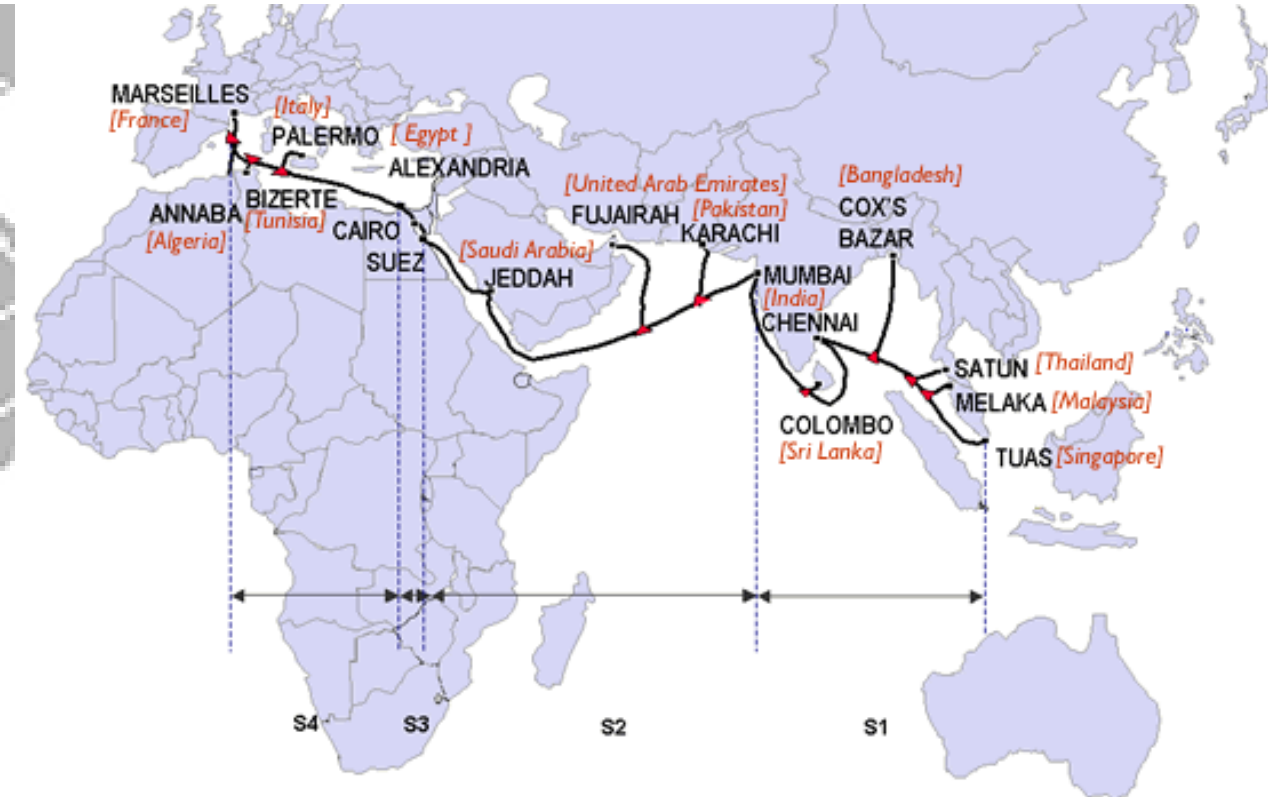 MARSEILLES
[France]
[Italy]
PALERMO
[ Egypt ]
ALEXANDRIA
ANNABA
[Algeria]
BIZERTE
[Tunisia]
CAIRO
SUEZ
[Saudi Arabia]
JEDDAH
[United Arab Emirates]
FUJAIRAH
[Pakistan]
KARACHI
[Bangladesh]
COX'S
BAZAR
MUMBAI
[India]
CHENNAI
COLOMBO
[Sri Lanka]
SATUN [Thailand]
MELAKA [Malaysia]
TUAS [Singapore]
S4
S3
S2
S1